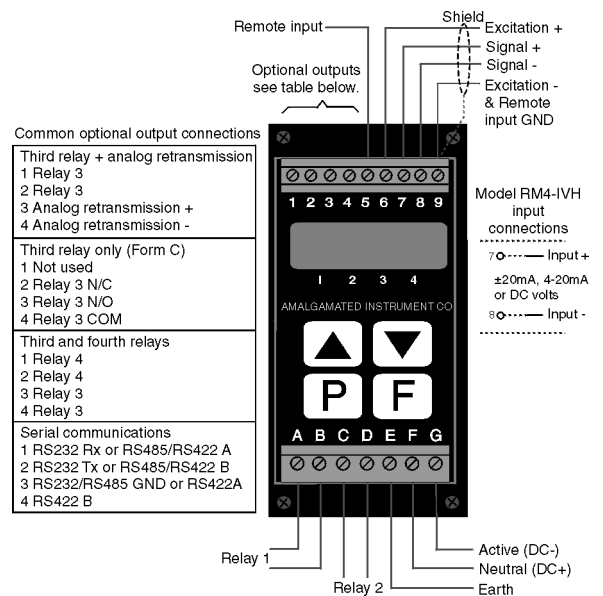 Remote input
Shield
Excitation +
Signal +
Signal -
Excitation -
& Remote
input GND
Optional outputs
see table below.
Common optional output connections
Third relay + analog retransmission
1 Relay 3
2 Relay 3
3 Analog retransmission +
4 Analog retransmission -
Third relay only (Form C)
1 Not used
2 Relay 3 N/C
3 Relay 3 N/O
4 Relay 3 COM
Third and fourth relays
1 Relay 4
2 Relay 4
3 Relay 3
4 Relay 3
Serial communications
1 RS232 Rx or RS485/RS422 A
2 RS232 Tx or RS485/RS422 B
3 RS232/RS485 GND or RS422A
4 RS422 B
1 2 3 4 5 6 7 8 9
1 2 3 4
AMALGAMATED INSTRUMENT CO
P F
A B C D E F G
Model RM4-IVH
input
connections
7 Input +
±20mA, 4-20mA
or DC volts
8 Input -
Relay 1
Relay 2
Active (DC-)
Neutral (DC+)
Earth